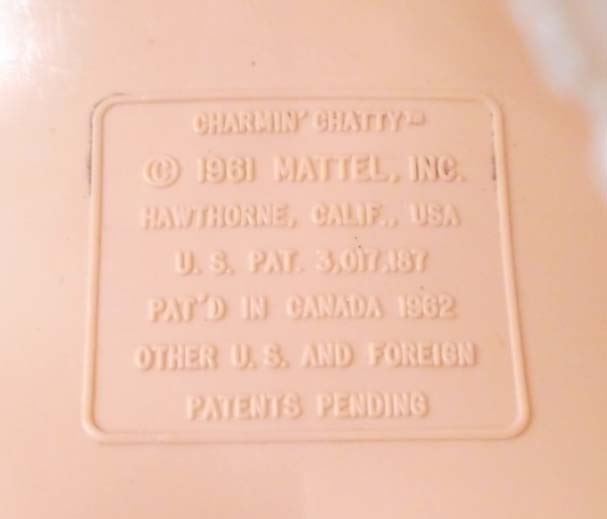 CHARMIN' CHATTY™
© 1961 MATTEL, INC.
HAWTHORNE, CALIF., USA
U. S. PAT. 3,017,187
PAT'D IN CANADA 1962
OTHER U. S. AND FOREIGN
PATENTS PENDING